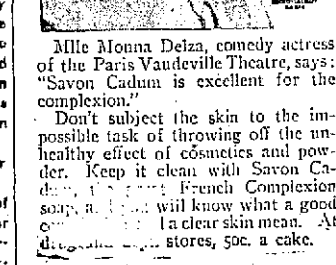 Mlle Monna Delza, comedy actress
of the Paris Vaudeville Theatre, says:
"Savon Cadum is excellent for the
complexion."
Don't subject the skin to the im-
possible task of throwing off the un-
healthy effect of cosmetics and pow-
der. Keep it clean with Savon Ca-
French Complexion
soap, will know what a good
a clear skin mean. At
stores, 50c. a cake.